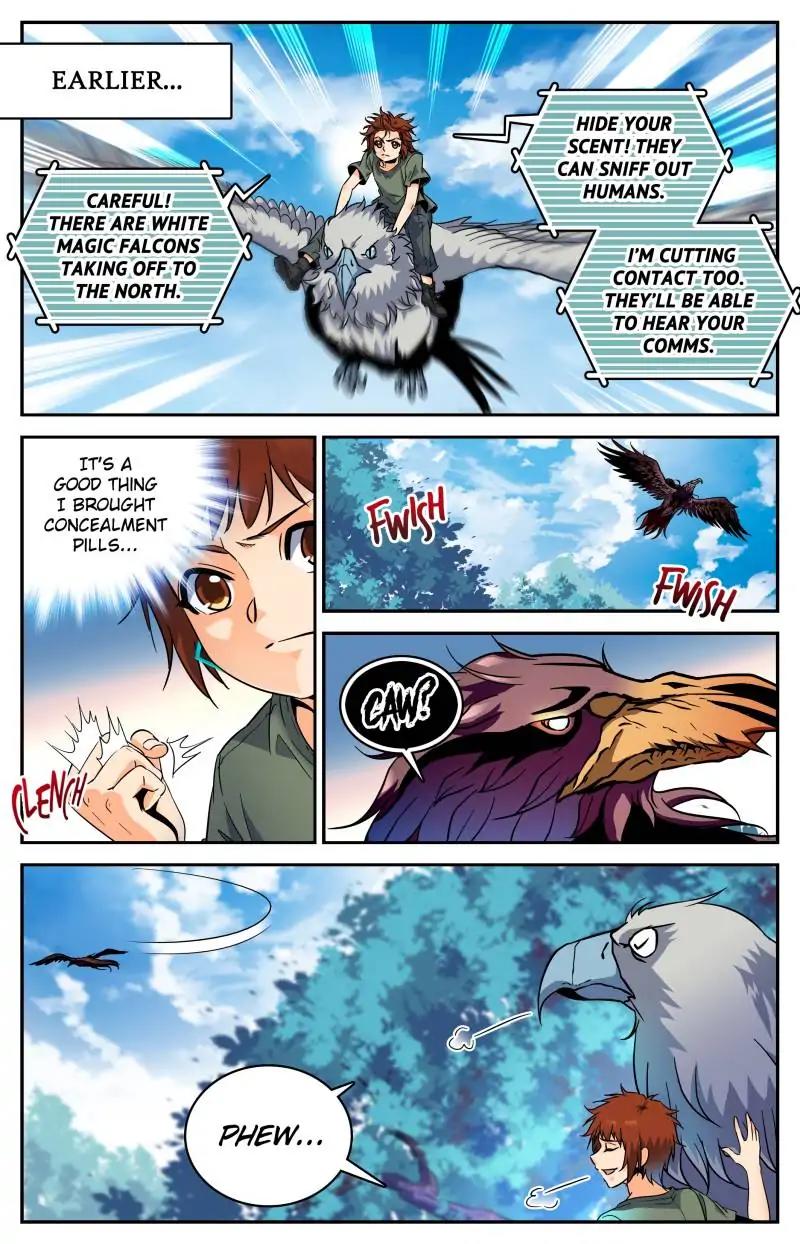 EARLIER...
CAREFUL!
THERE ARE WHITE
MAGIC FALCONS
TAKING OFF TO
THE NORTH.
HIDE YOUR
SCENT! THEY
CAN SNIFF OUT
HUMANS.
I'M CUTTING
CONTACT TOO.
THEY'LL BE ABLE
TO HEAR YOUR
COMMS.
IT'S A
GOOD THING
I BROUGHT
CONCEALMENT
PILLS...
CLENCH
FWISH
FWISH
CAW?
PHEW...